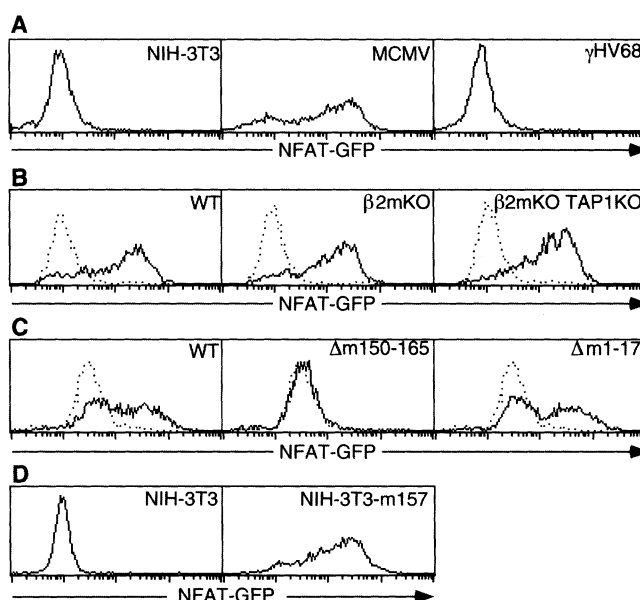 A
NIH-3T3
MCMV
γHV68
NFAT-GFP
B
WT
β2mKO
β2mKO TAP1KO
NFAT-GFP
C
WT
Δm150-165
Δm1-17
NFAT-GFP
D
NIH-3T3
NIH-3T3-m157
NFAT-GFP